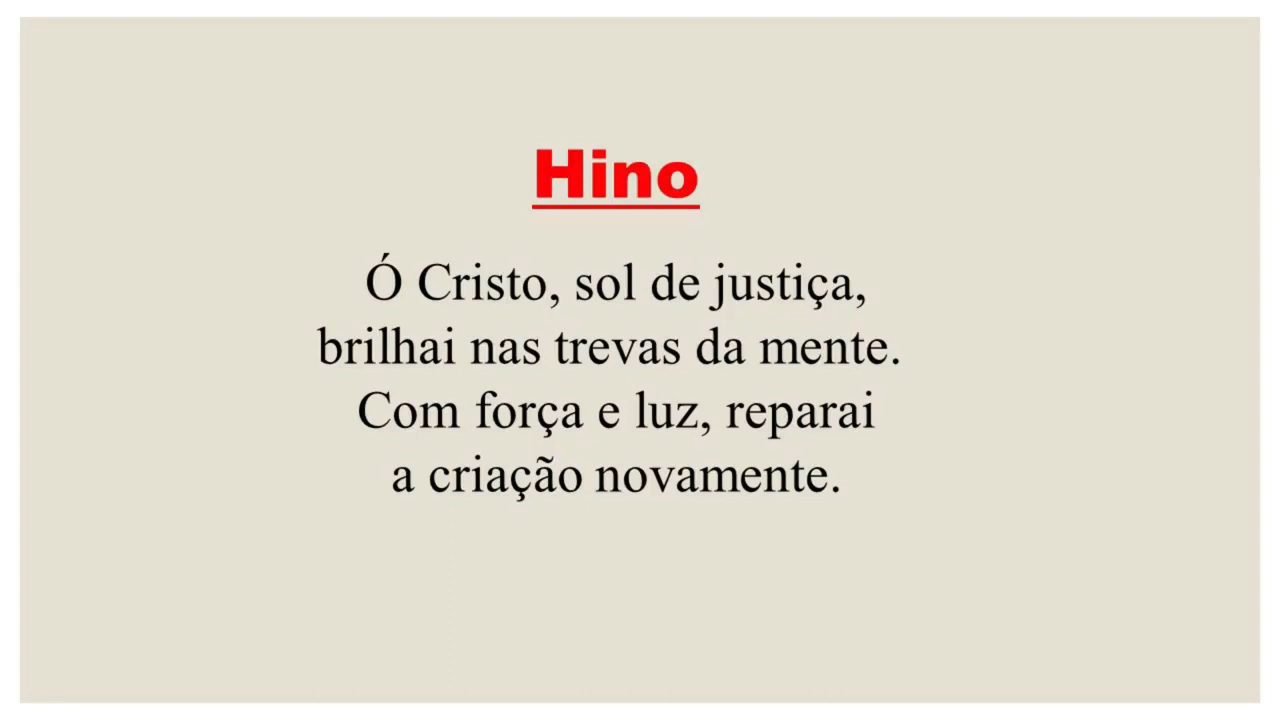 Hino
Ó Cristo, sol de justiça,
brilhai nas trevas da mente.
Com força e luz, reparai
a criação novamente.